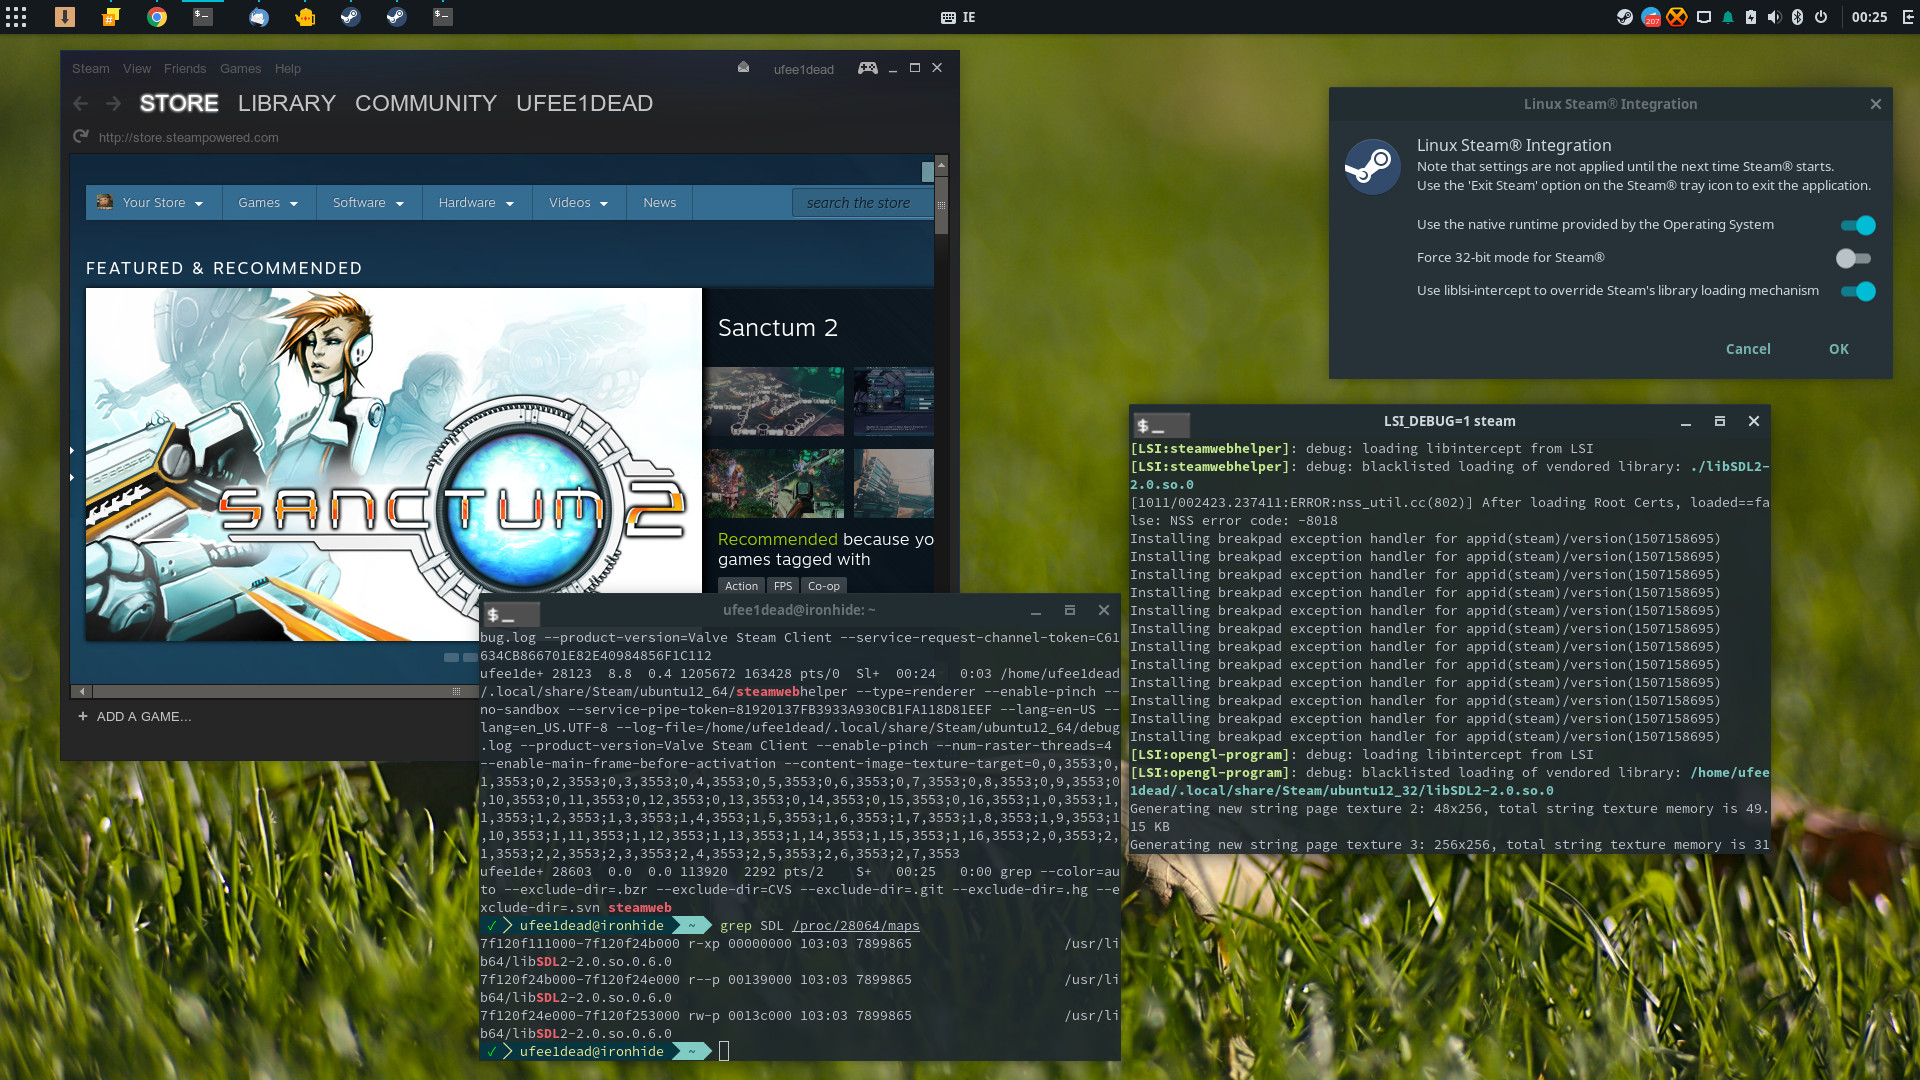 IE
207
00:25
Steam View Friends Games Help
ufee1dead
STORE LIBRARY COMMUNITY UFEE1DEAD
http://store.steampowered.com
Your Store Games Software Hardware Videos News search the store
FEATURED & RECOMMENDED
SANCTUM 2
Sanctum 2
Recommended because yo
games tagged with
Action FPS Co-op
+ ADD A GAME...
Linux Steam® Integration
Linux Steam® Integration
Note that settings are not applied until the next time Steam® starts.
Use the 'Exit Steam' option on the Steam® tray icon to exit the application.
Use the native runtime provided by the Operating System
Force 32-bit mode for Steam®
Use liblsi-intercept to override Steam's library loading mechanism
Cancel OK
$_ LSI_DEBUG=1 steam
[LSI:steamwebhelper]: debug: loading libintercept from LSI
[LSI:steamwebhelper]: debug: blacklisted loading of vendored library: ./libSDL2-
2.0.so.0
[1011/002423.237411:ERROR:nss_util.cc(802)] After loading Root Certs, loaded==fa
lse: NSS error code: -8018
Installing breakpad exception handler for appid(steam)/version(1507158695)
Installing breakpad exception handler for appid(steam)/version(1507158695)
Installing breakpad exception handler for appid(steam)/version(1507158695)
Installing breakpad exception handler for appid(steam)/version(1507158695)
Installing breakpad exception handler for appid(steam)/version(1507158695)
Installing breakpad exception handler for appid(steam)/version(1507158695)
Installing breakpad exception handler for appid(steam)/version(1507158695)
Installing breakpad exception handler for appid(steam)/version(1507158695)
Installing breakpad exception handler for appid(steam)/version(1507158695)
Installing breakpad exception handler for appid(steam)/version(1507158695)
Installing breakpad exception handler for appid(steam)/version(1507158695)
Installing breakpad exception handler for appid(steam)/version(1507158695)
[LSI:opengl-program]: debug: loading libintercept from LSI
[LSI:opengl-program]: debug: blacklisted loading of vendored library: /home/ufee
1dead/.local/share/Steam/ubuntu12_32/libSDL2-2.0.so.0
Generating new string page texture 2: 48x256, total string texture memory is 49.
15 KB
Generating new string page texture 3: 256x256, total string texture memory is 31
$_ ufee1dead@ironhide: ~
bug.log --product-version=Valve Steam Client --service-request-channel-token=C61
634CB866701E82E40984856F1C112
ufee1de+ 28123  8.8  0.4 1205672 163428 pts/0  Sl+  00:24   0:03 /home/ufee1dead
/.local/share/Steam/ubuntu12_64/steamwebhelper --type=renderer --enable-pinch --
no-sandbox --service-pipe-token=81920137FB3933A930CB1FA118D81EEF --lang=en-US --
lang=en_US.UTF-8 --log-file=/home/ufee1dead/.local/share/Steam/ubuntu12_64/debug
.log --product-version=Valve Steam Client --enable-pinch --num-raster-threads=4
--enable-main-frame-before-activation --content-image-texture-target=0,0,3553;0,
1,3553;0,2,3553;0,3,3553;0,4,3553;0,5,3553;0,6,3553;0,7,3553;0,8,3553;0,9,3553;0
,10,3553;0,11,3553;0,12,3553;0,13,3553;0,14,3553;0,15,3553;0,16,3553;1,0,3553;1,
1,3553;1,2,3553;1,3,3553;1,4,3553;1,5,3553;1,6,3553;1,7,3553;1,8,3553;1,9,3553;1
,10,3553;1,11,3553;1,12,3553;1,13,3553;1,14,3553;1,15,3553;1,16,3553;2,0,3553;2,
1,3553;2,2,3553;2,3,3553;2,4,3553;2,5,3553;2,6,3553;2,7,3553
ufee1de+ 28603  0.0  0.0 113920  2292 pts/2    S+   00:25   0:00 grep --color=au
to --exclude-dir=.bzr --exclude-dir=CVS --exclude-dir=.git --exclude-dir=.hg --e
xclude-dir=.svn steamweb
✓ ufee1dead@ironhide ~ grep SDL /proc/28064/maps
7f120f111000-7f120f24b000 r-xp 00000000 103:03 7899865 /usr/li
b64/libSDL2-2.0.so.0.6.0
7f120f24b000-7f120f24e000 r--p 00139000 103:03 7899865 /usr/li
b64/libSDL2-2.0.so.0.6.0
7f120f24e000-7f120f253000 rw-p 0013c000 103:03 7899865 /usr/li
b64/libSDL2-2.0.so.0.6.0
✓ ufee1dead@ironhide ~